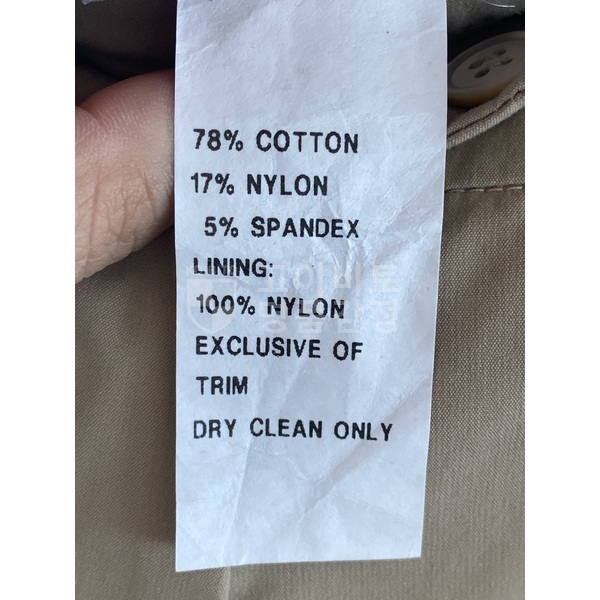 78% COTTON
17% NYLON
5% SPANDEX
LINING:
100% NYLON
EXCLUSIVE OF
TRIM
DRY CLEAN ONLY